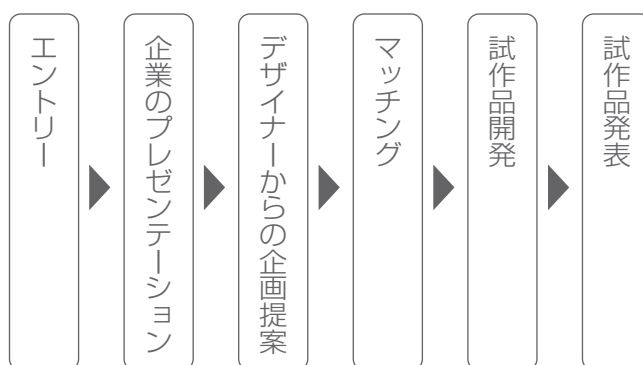 エントリー
企業のプレゼンテーション
デザイナーからの企画提案
マッチング
試作品開発
試作品発表